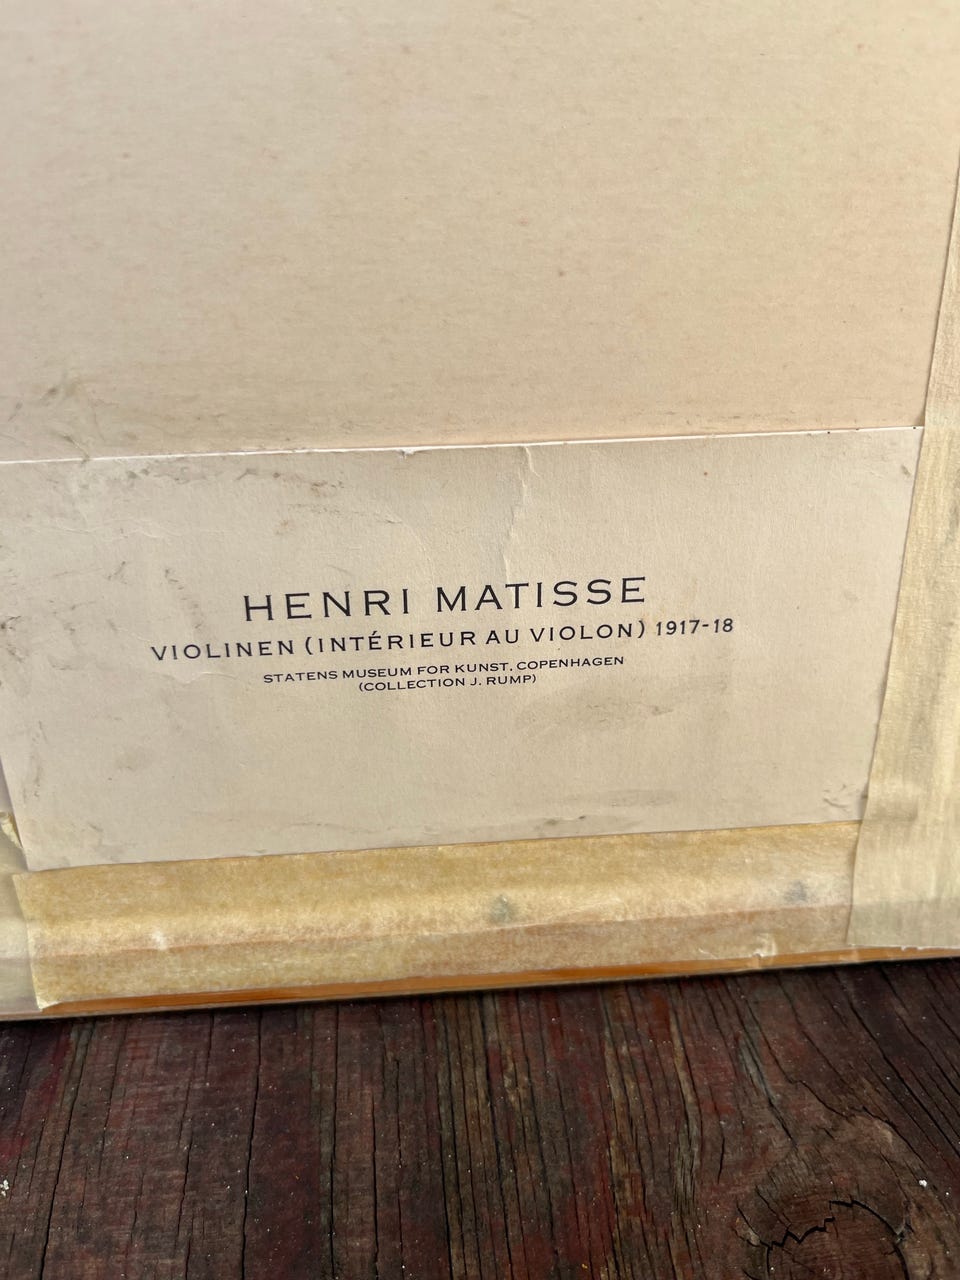 HENRI MATISSE
VIOLINEN (INTÉRIEUR AU VIOLON) 1917-18
STATENS MUSEUM FOR KUNST, COPENHAGEN
(COLLECTION J. RUMP)